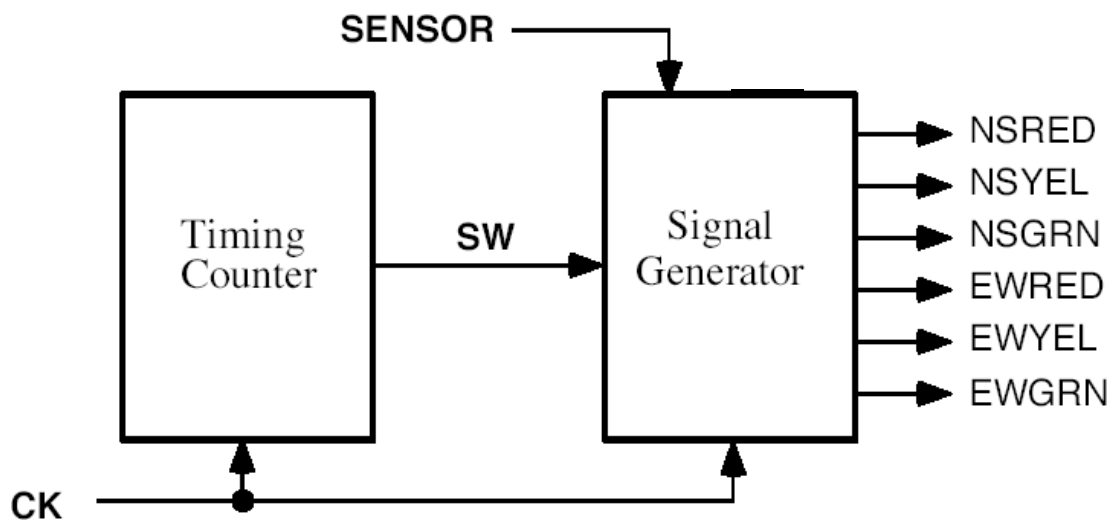 SENSOR
Timing
Counter
SW
Signal
Generator
NSRED
NSYEL
NSGRN
EWRED
EWYEL
EWGRN
CK